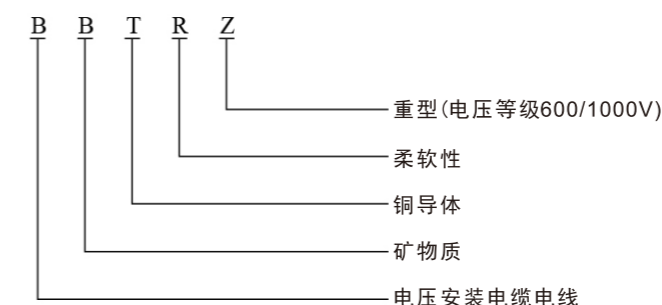 B B T R Z
重型(电压等级600/1000V)
柔软性
铜导体
矿物质
电压安装电缆电线